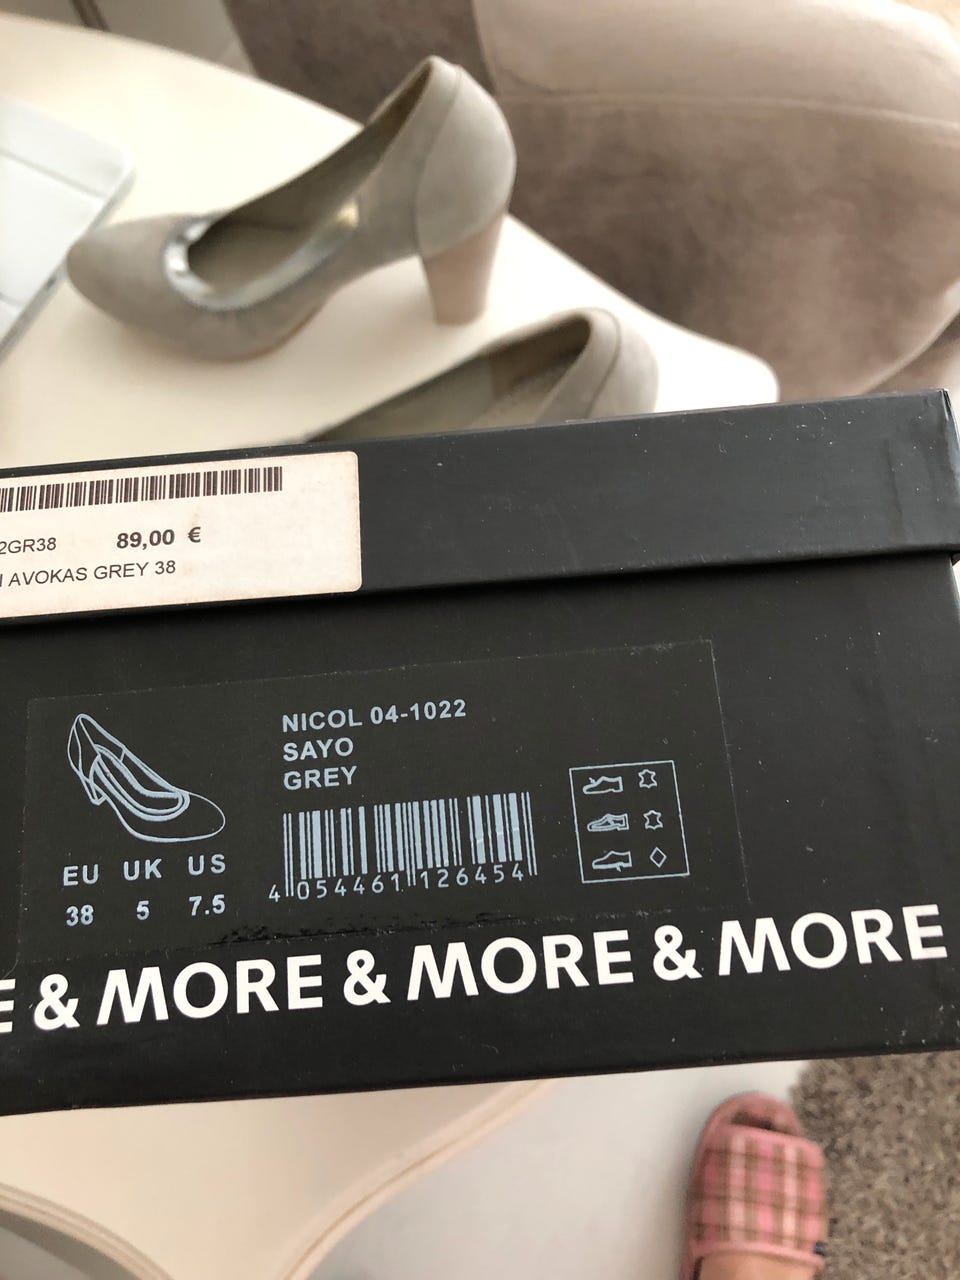 2GR38 89,00 €
AVOKAS GREY 38
NICOL 04-1022
SAYO
GREY
EU UK US
38 5 7.5
4 054461 126454
& MORE & MORE & MORE